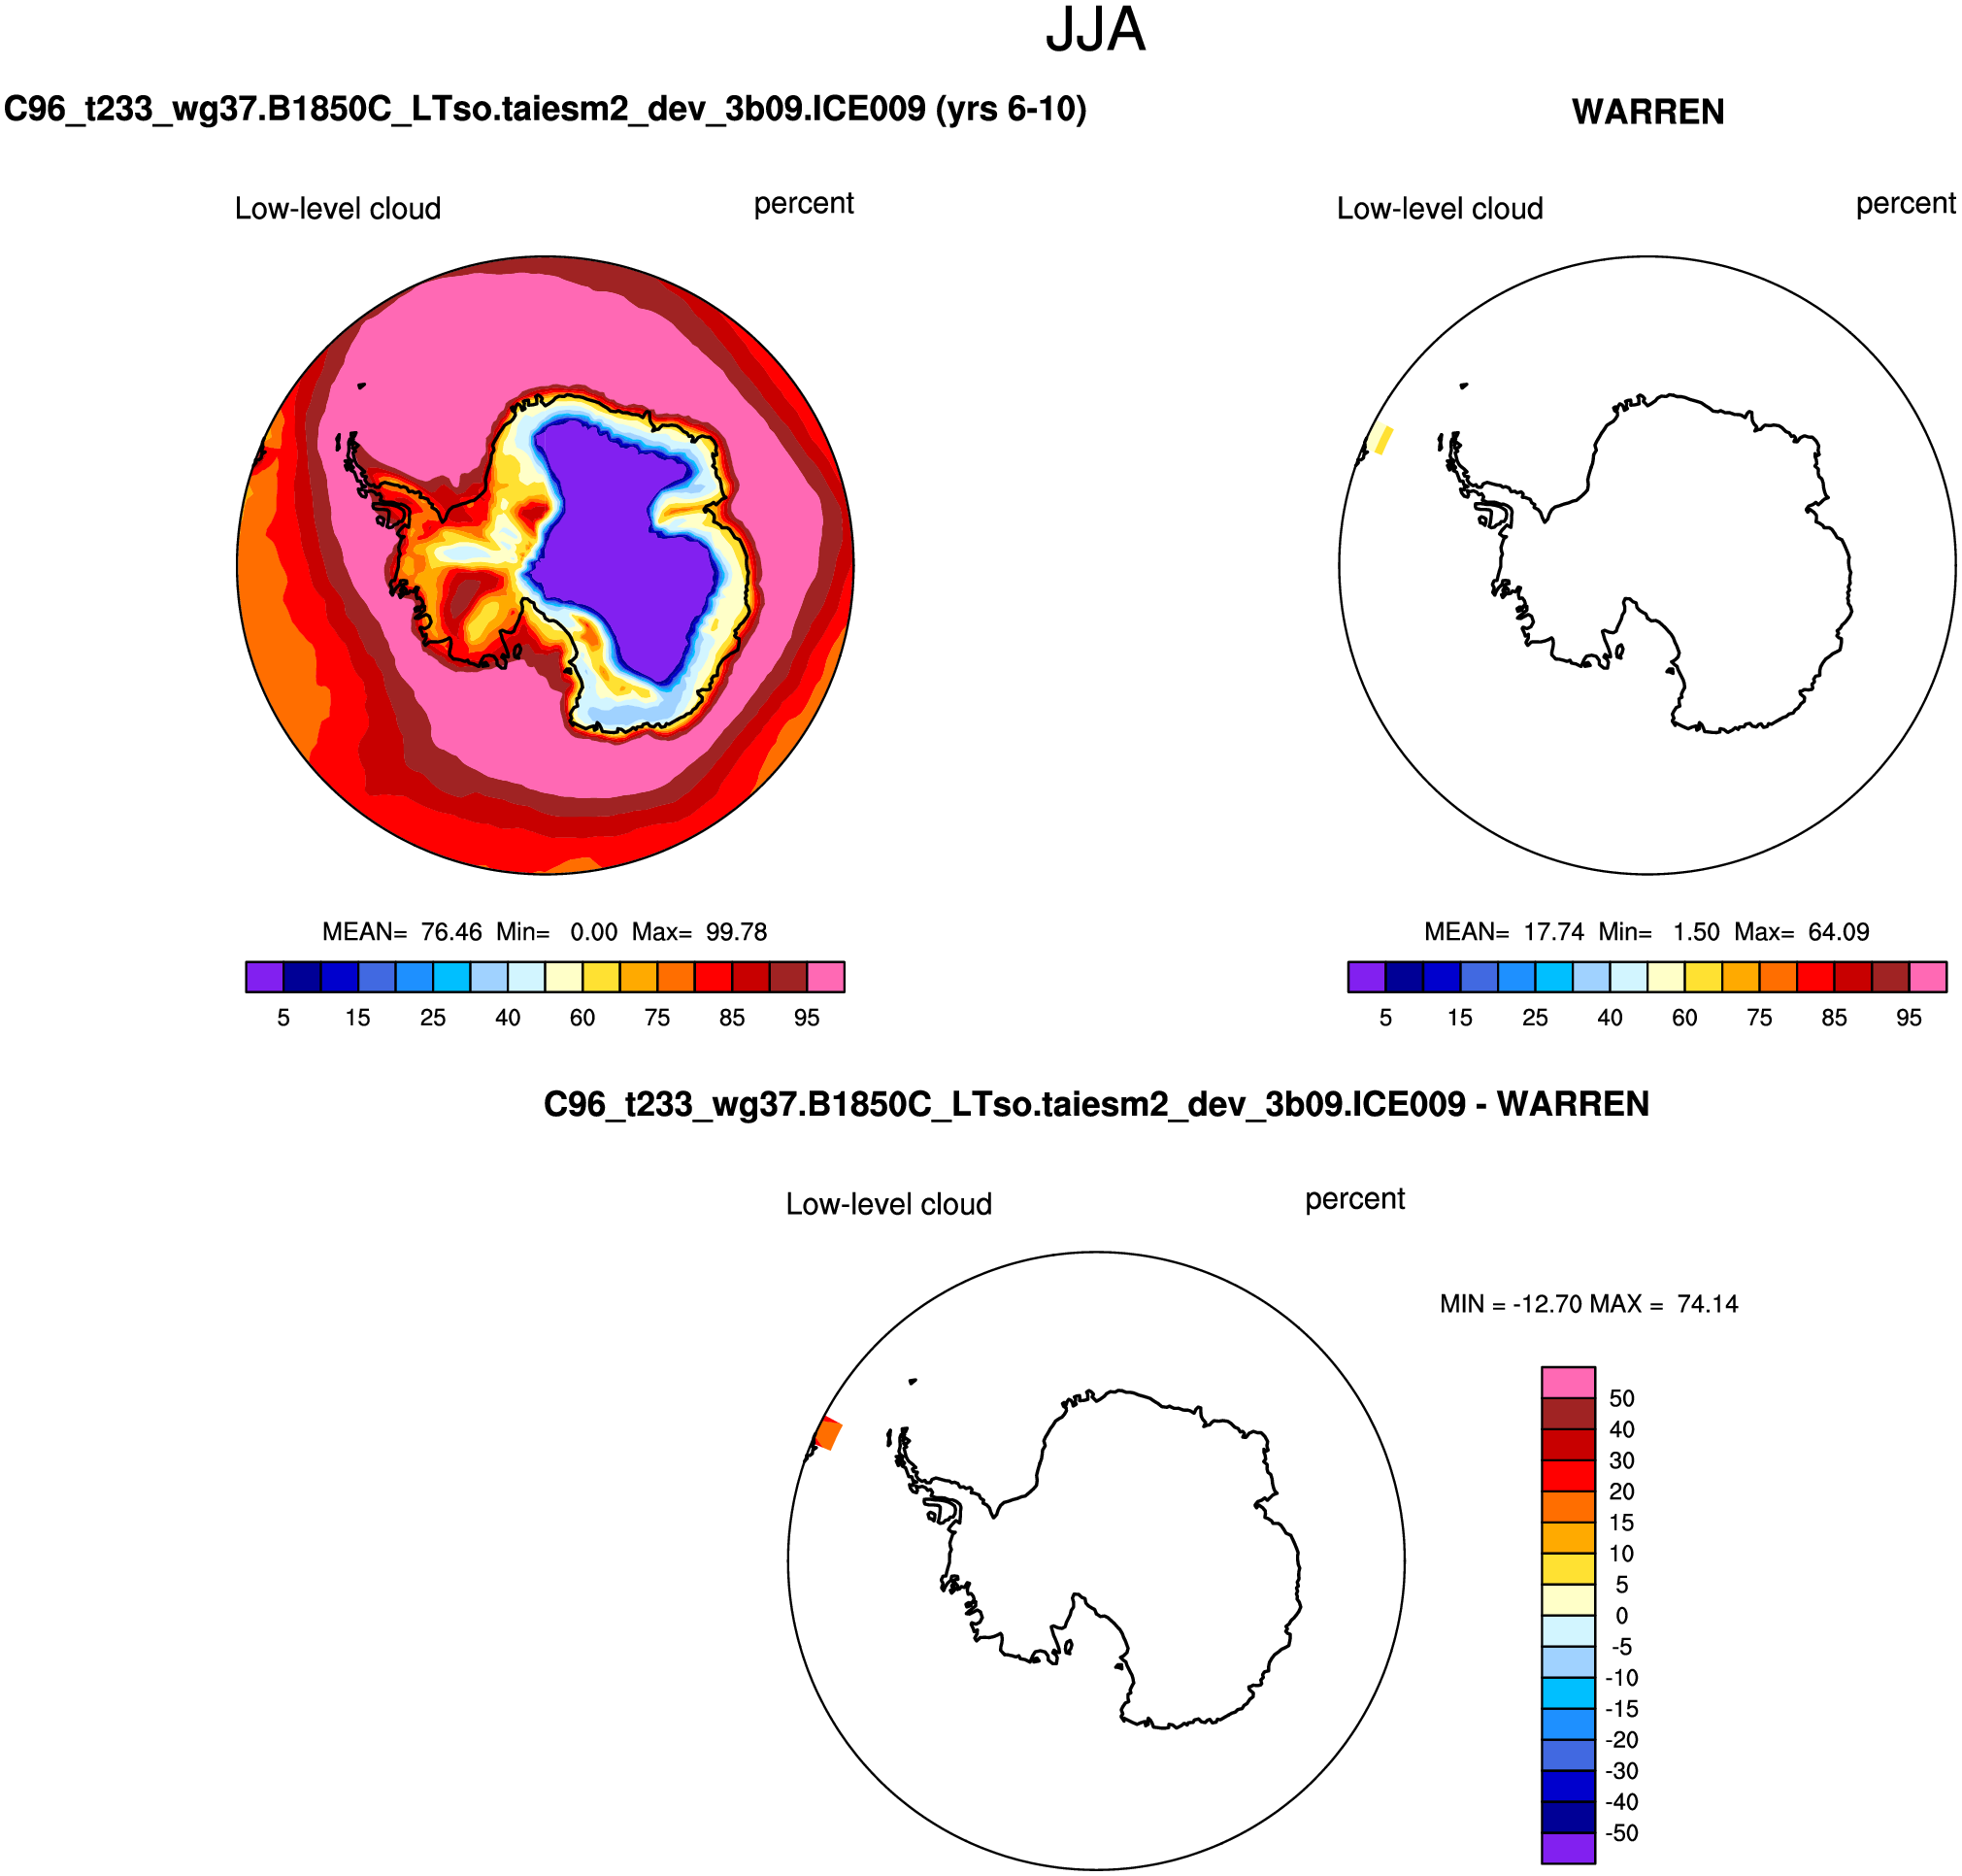 JJA
C96_t233_wg37.B1850C_LTso.taiesm2_dev_3b09.ICE009 (yrs 6-10)
WARREN
Low-level cloud percent
Low-level cloud percent
MEAN= 76.46 Min= 0.00 Max= 99.78
MEAN= 17.74 Min= 1.50 Max= 64.09
5 15 25 40 60 75 85 95
5 15 25 40 60 75 85 95
C96_t233_wg37.B1850C_LTso.taiesm2_dev_3b09.ICE009 - WARREN
Low-level cloud percent
MIN = -12.70 MAX = 74.14
50
40
30
20
15
10
5
0
-5
-10
-15
-20
-30
-40
-50